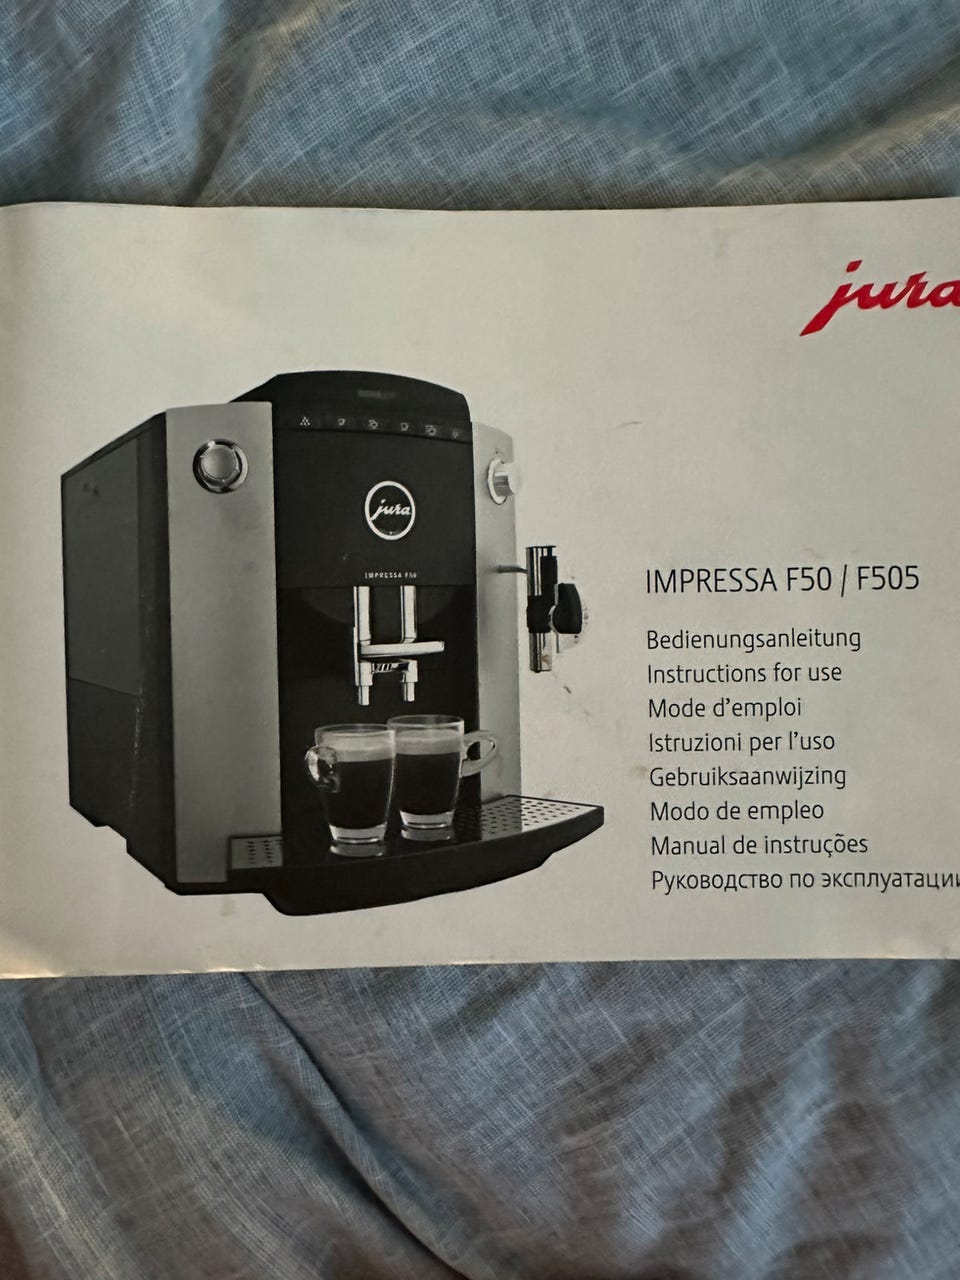 jura
jura
IMPRESSA F50
IMPRESSA F50 / F505
Bedienungsanleitung
Instructions for use
Mode d’emploi
Istruzioni per l’uso
Gebruiksaanwijzing
Modo de empleo
Manual de instruções
Руководство по эксплуатации